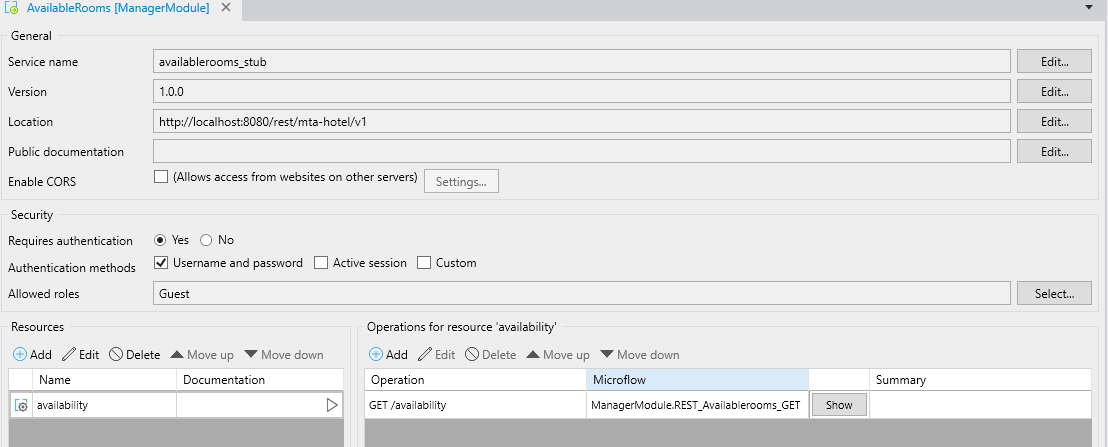 AvailableRooms [ManagerModule]
General
Service name availablerooms_stub Edit...
Version 1.0.0 Edit...
Location http://localhost:8080/rest/mta-hotel/v1 Edit...
Public documentation Edit...
Enable CORS (Allows access from websites on other servers) Settings...
Security
Requires authentication Yes No
Authentication methods Username and password Active session Custom
Allowed roles Guest Select...
Resources
Add Edit Delete Move up Move down
Name Documentation
availability
Operations for resource 'availability'
Add Edit Delete Move up Move down
Operation Microflow Summary
GET /availability ManagerModule.REST_Availablerooms_GET Show